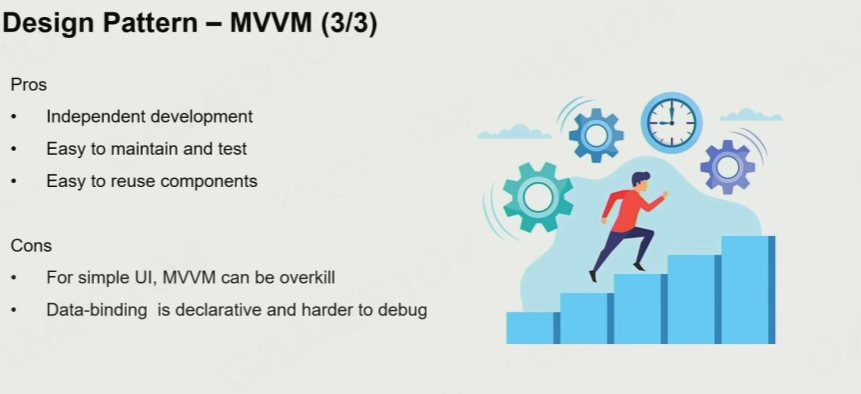 Design Pattern – MVVM (3/3)
Pros
• Independent development
• Easy to maintain and test
• Easy to reuse components
Cons
• For simple UI, MVVM can be overkill
• Data-binding is declarative and harder to debug